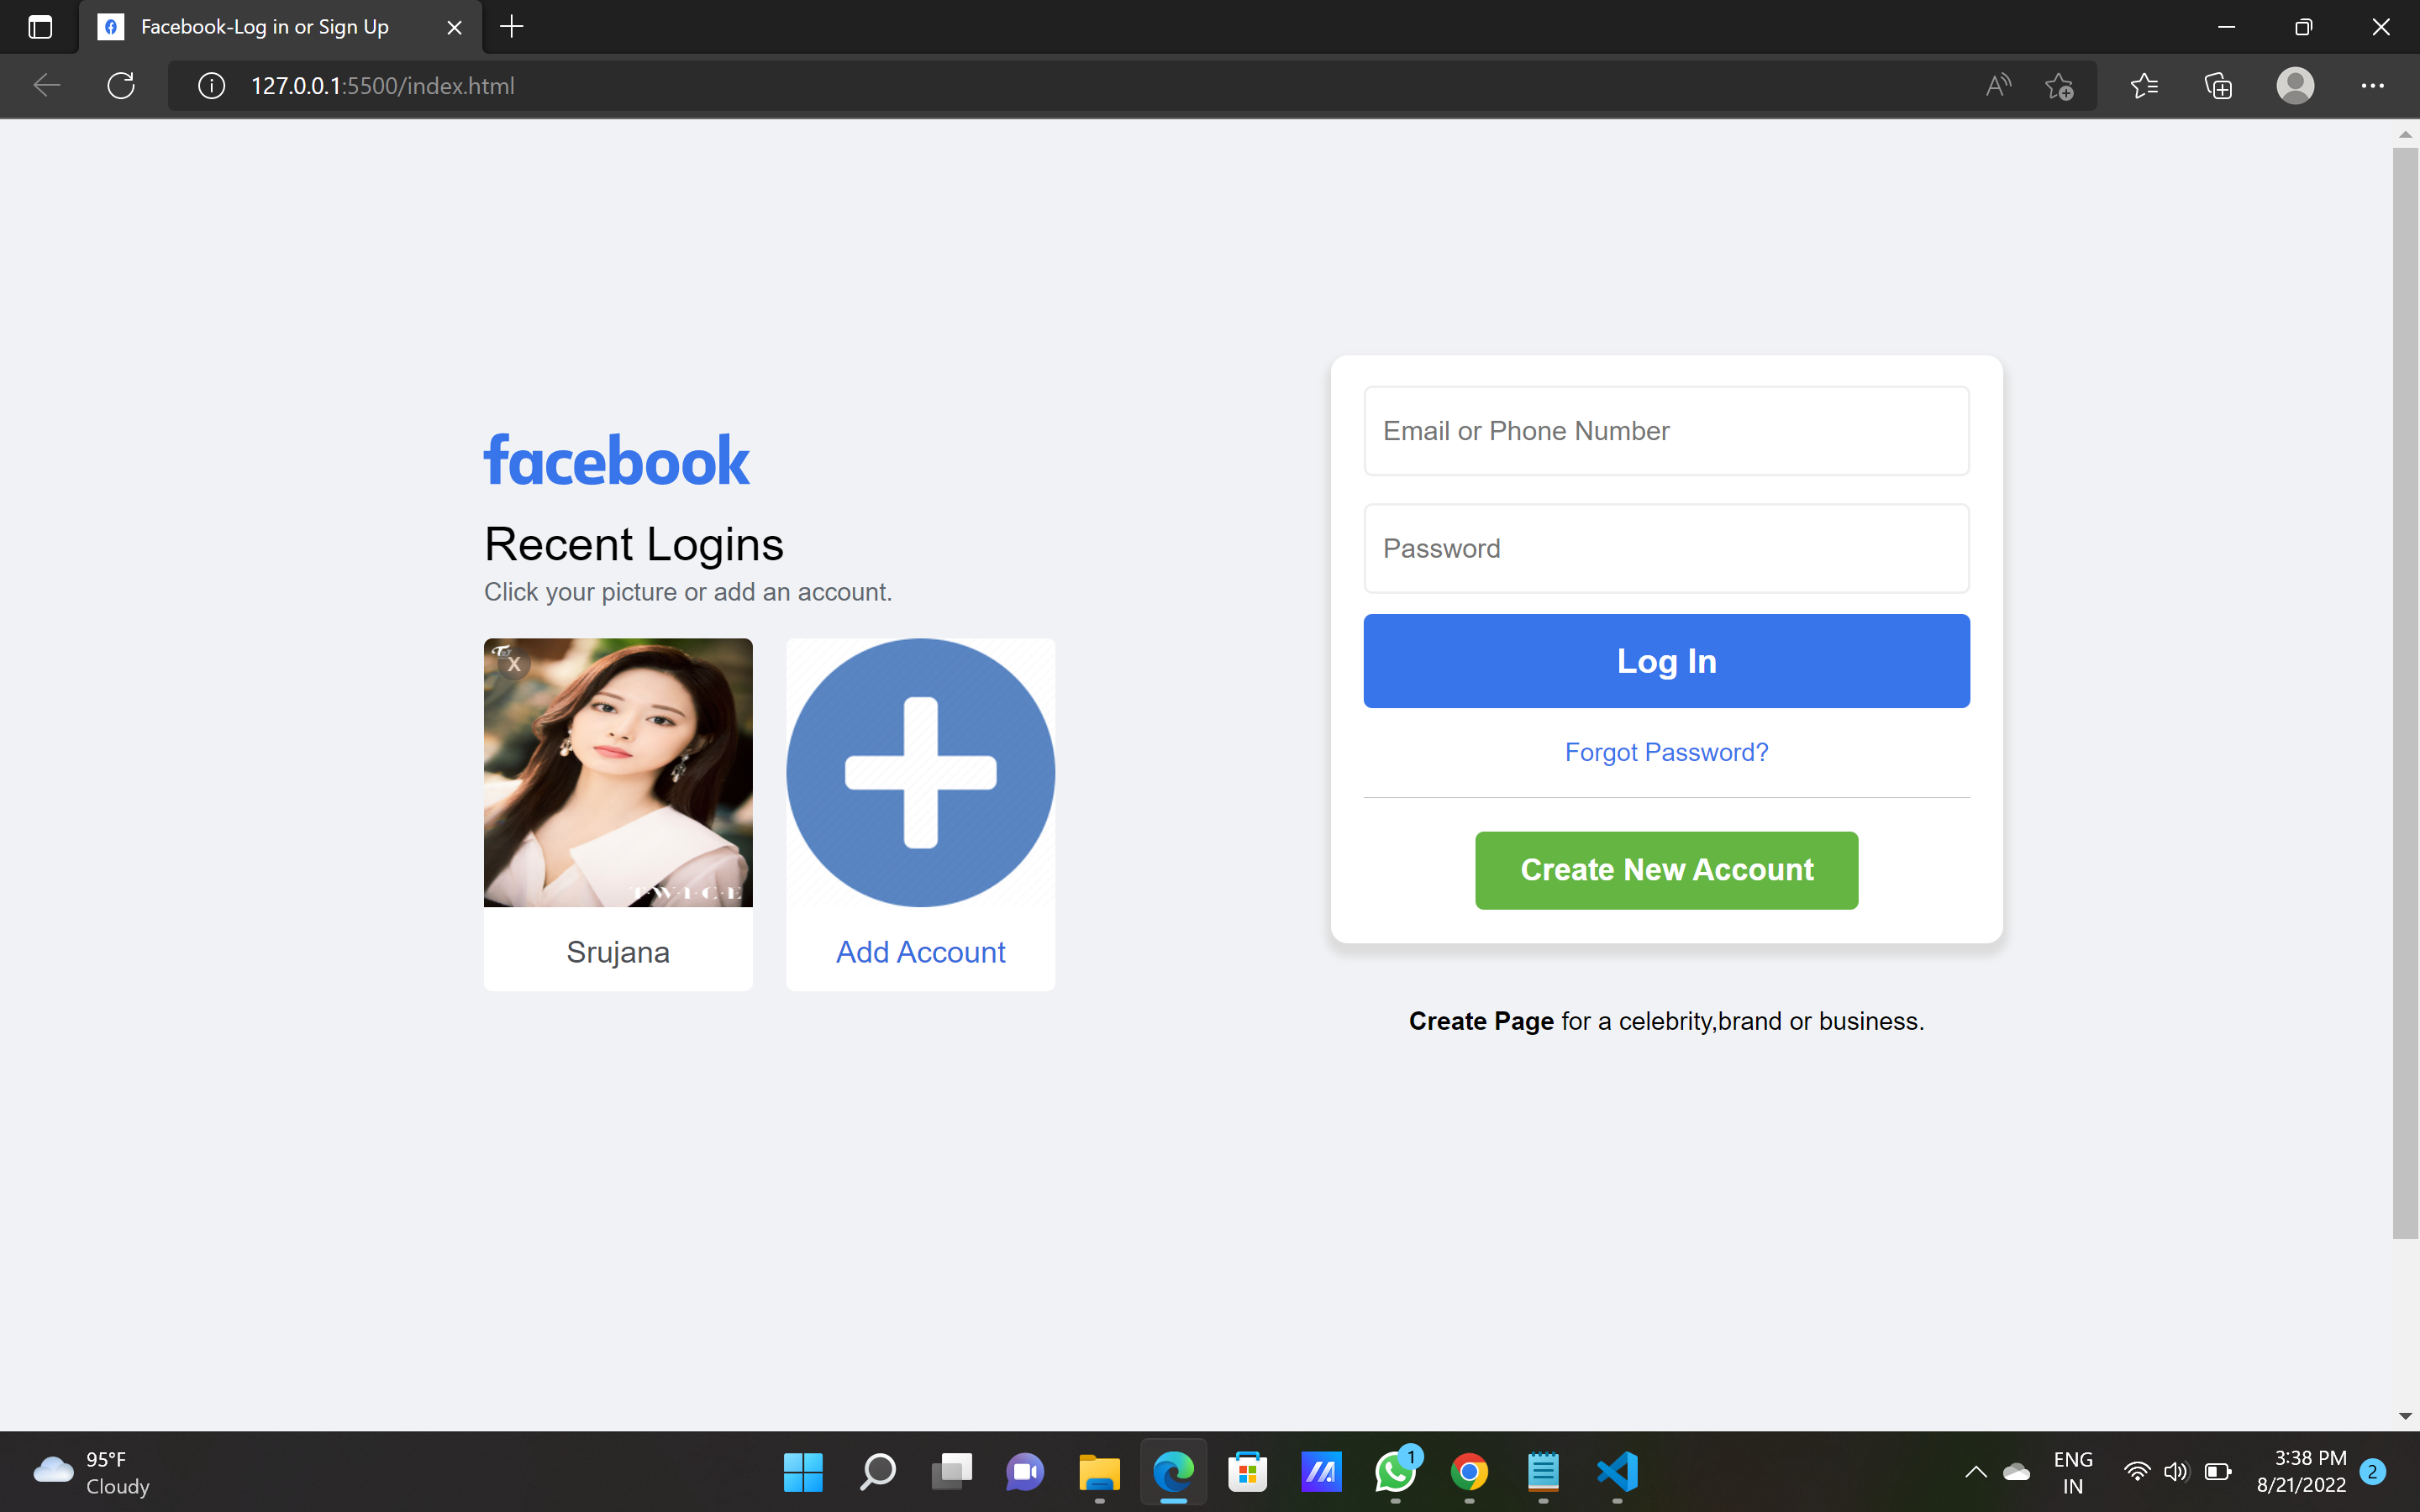 Facebook-Log in or Sign Up
127.0.0.1:5500/index.html
facebook
Recent Logins
Click your picture or add an account.
X
TWICE
Srujana
Add Account
Email or Phone Number
Password
Log In
Forgot Password?
Create New Account
Create Page for a celebrity,brand or business.
95°F
Cloudy
1
ENG
IN
3:38 PM
8/21/2022
2